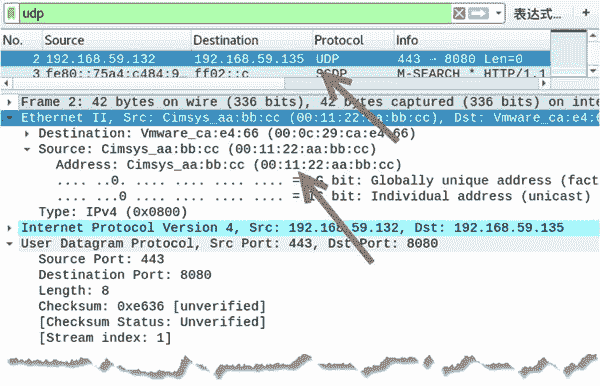 udp
表达式…
+
No. Source Destination Protocol Info
2 192.168.59.132 192.168.59.135 UDP 443 → 8080 Len=0
3 fe80::75a4:c484:9… ff02::c SSDP M-SEARCH * HTTP/1.1
Frame 2: 42 bytes on wire (336 bits), 42 bytes captured (336 bits) on inte
Ethernet II, Src: Cimsys_aa:bb:cc (00:11:22:aa:bb:cc), Dst: Vmware_ca:e4:6
Destination: Vmware_ca:e4:66 (00:0c:29:ca:e4:66)
Source: Cimsys_aa:bb:cc (00:11:22:aa:bb:cc)
Address: Cimsys_aa:bb:cc (00:11:22:aa:bb:cc)
.... ..0. .... .... .... .... = LG bit: Globally unique address (fact
.... ...0 .... .... .... .... = IG bit: Individual address (unicast)
Type: IPv4 (0x0800)
Internet Protocol Version 4, Src: 192.168.59.132, Dst: 192.168.59.135
User Datagram Protocol, Src Port: 443, Dst Port: 8080
Source Port: 443
Destination Port: 8080
Length: 8
Checksum: 0xe636 [unverified]
[Checksum Status: Unverified]
[Stream index: 1]